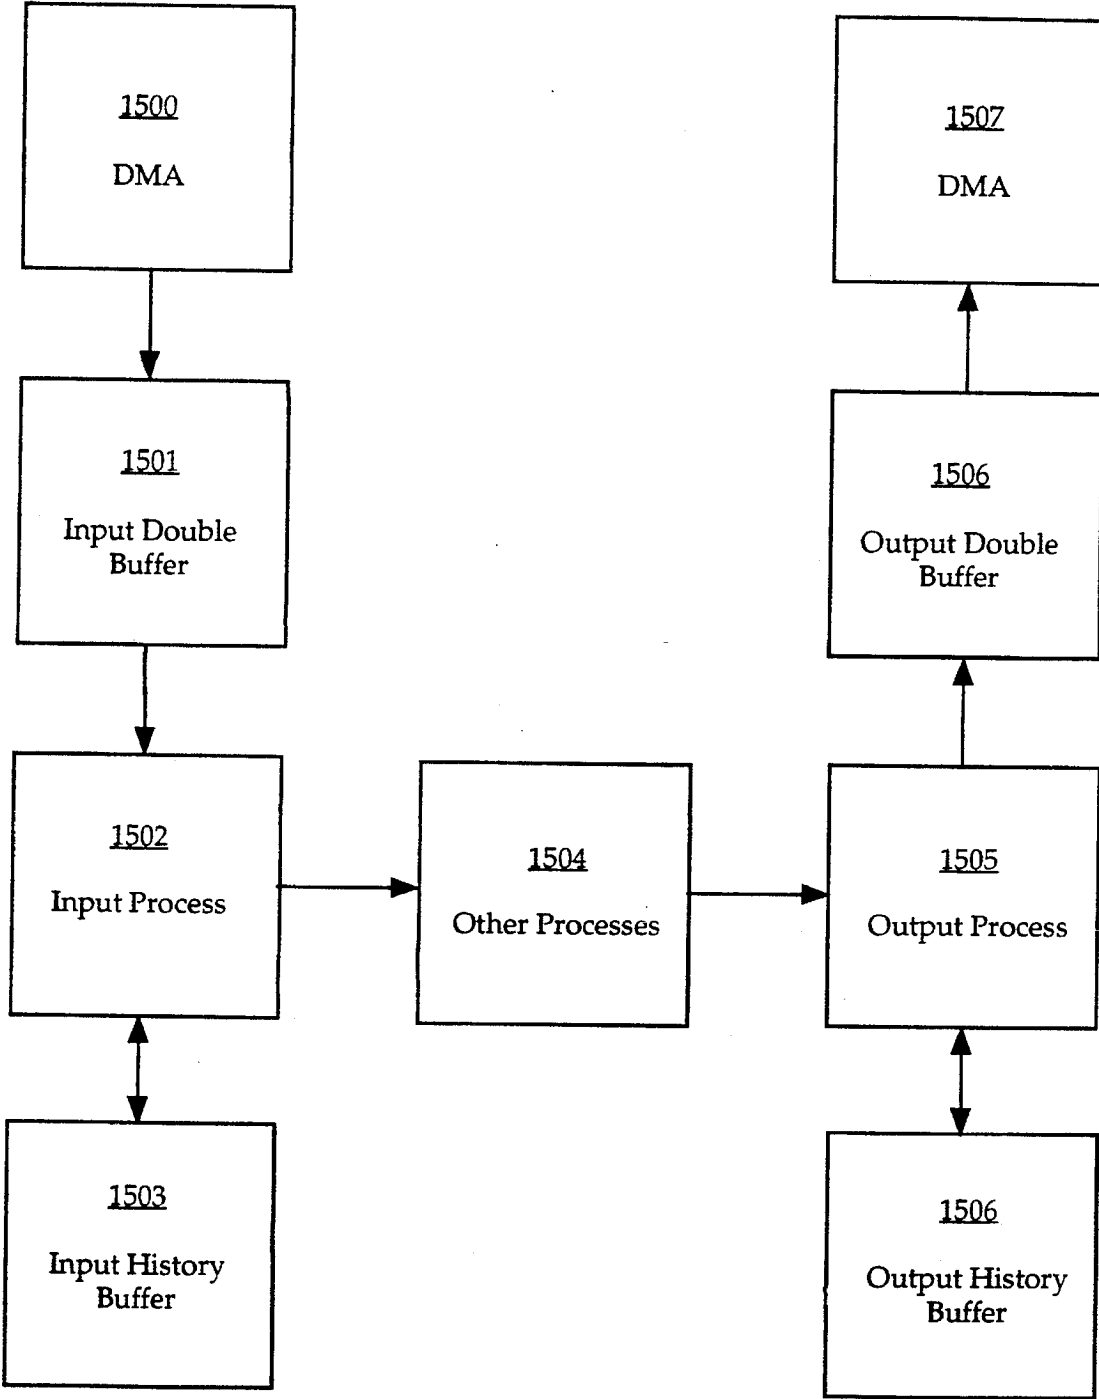 1500
DMA
1501
Input Double
Buffer
1502
Input Process
1503
Input History
Buffer
1504
Other Processes
1507
DMA
1506
Output Double
Buffer
1505
Output Process
1506
Output History
Buffer